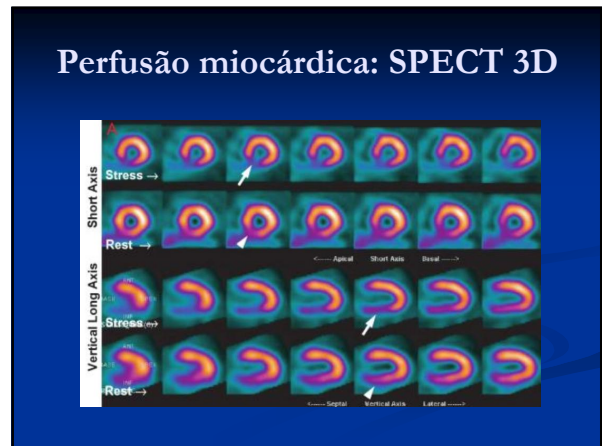 Perfusão miocárdica: SPECT 3D
A
Short Axis
Stress →
Rest →
<------ Apical Short Axis Basal ----->
Vertical Long Axis
Stress→
Rest →
<------ Septal Vertical Axis Lateral ------>